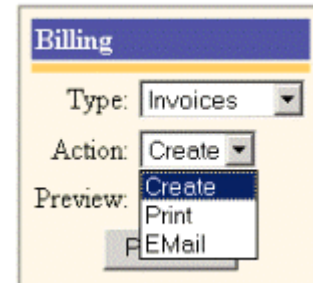 Billing
Type: Invoices
Action: Create
Preview: Create
Print
EMail